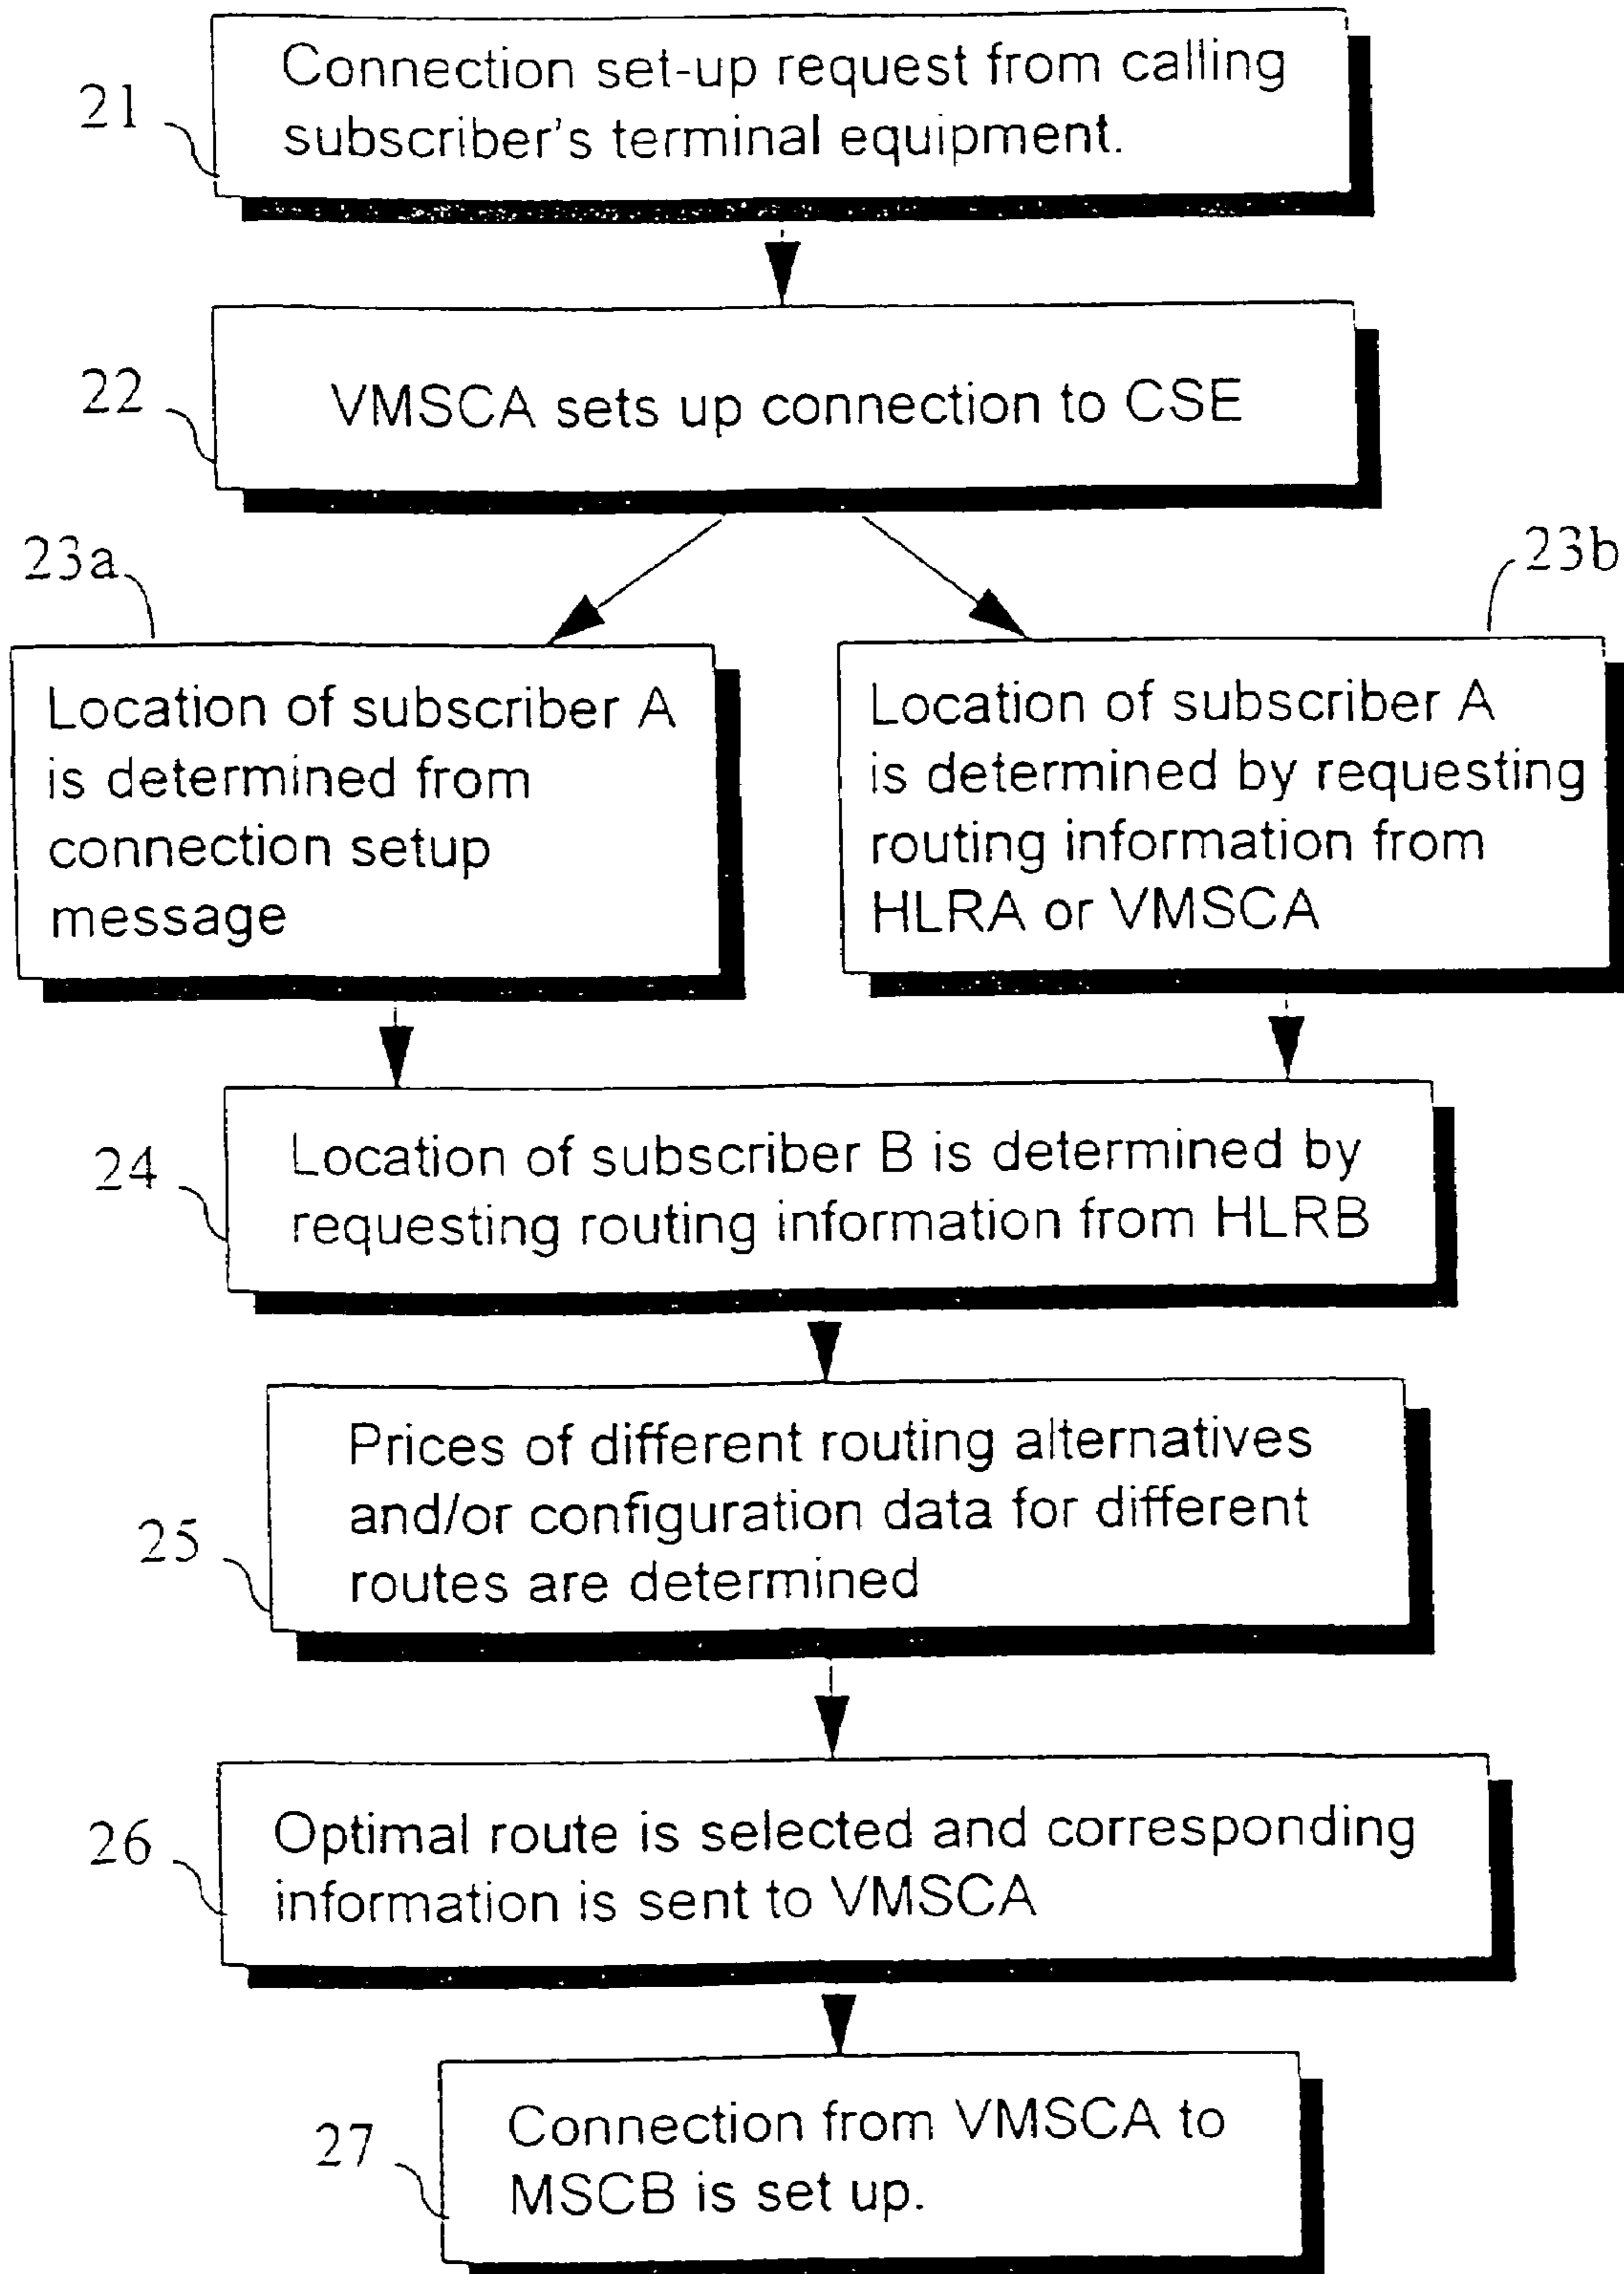 21
Connection set-up request from calling
subscriber's terminal equipment.
22
VMSCA sets up connection to CSE
23a
23b
Location of subscriber A
is determined from
connection setup
message
Location of subscriber A
is determined by requesting
routing information from
HLRA or VMSCA
24
Location of subscriber B is determined by
requesting routing information from HLRB
25
Prices of different routing alternatives
and/or configuration data for different
routes are determined
26
Optimal route is selected and corresponding
information is sent to VMSCA
27
Connection from VMSCA to
MSCB is set up.